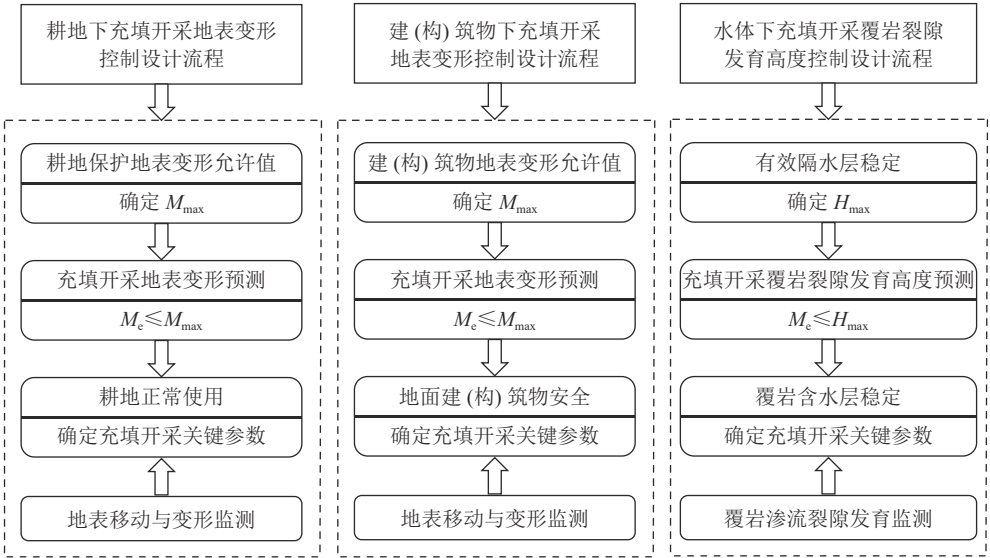 耕地下充填开采地表变形
控制设计流程
耕地保护地表变形允许值
确定 Mmax
充填开采地表变形预测
Me≤Mmax
耕地正常使用
确定充填开采关键参数
地表移动与变形监测
建 (构) 筑物下充填开采
地表变形控制设计流程
建 (构) 筑物地表变形允许值
确定 Mmax
充填开采地表变形预测
Me≤Mmax
地面建 (构) 筑物安全
确定充填开采关键参数
地表移动与变形监测
水体下充填开采覆岩裂隙
发育高度控制设计流程
有效隔水层稳定
确定 Hmax
充填开采覆岩裂隙发育高度预测
Me≤Hmax
覆岩含水层稳定
确定充填开采关键参数
覆岩渗流裂隙发育监测